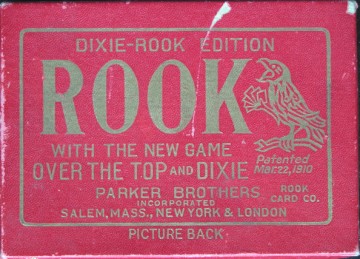 DIXIE-ROOK EDITION
ROOK
WITH THE NEW GAME
OVER THE TOP AND DIXIE
Patented
Mar. 22, 1910
PARKER BROTHERS
INCORPORATED
ROOK
CARD CO.
SALEM, MASS., NEW YORK & LONDON
PICTURE BACK